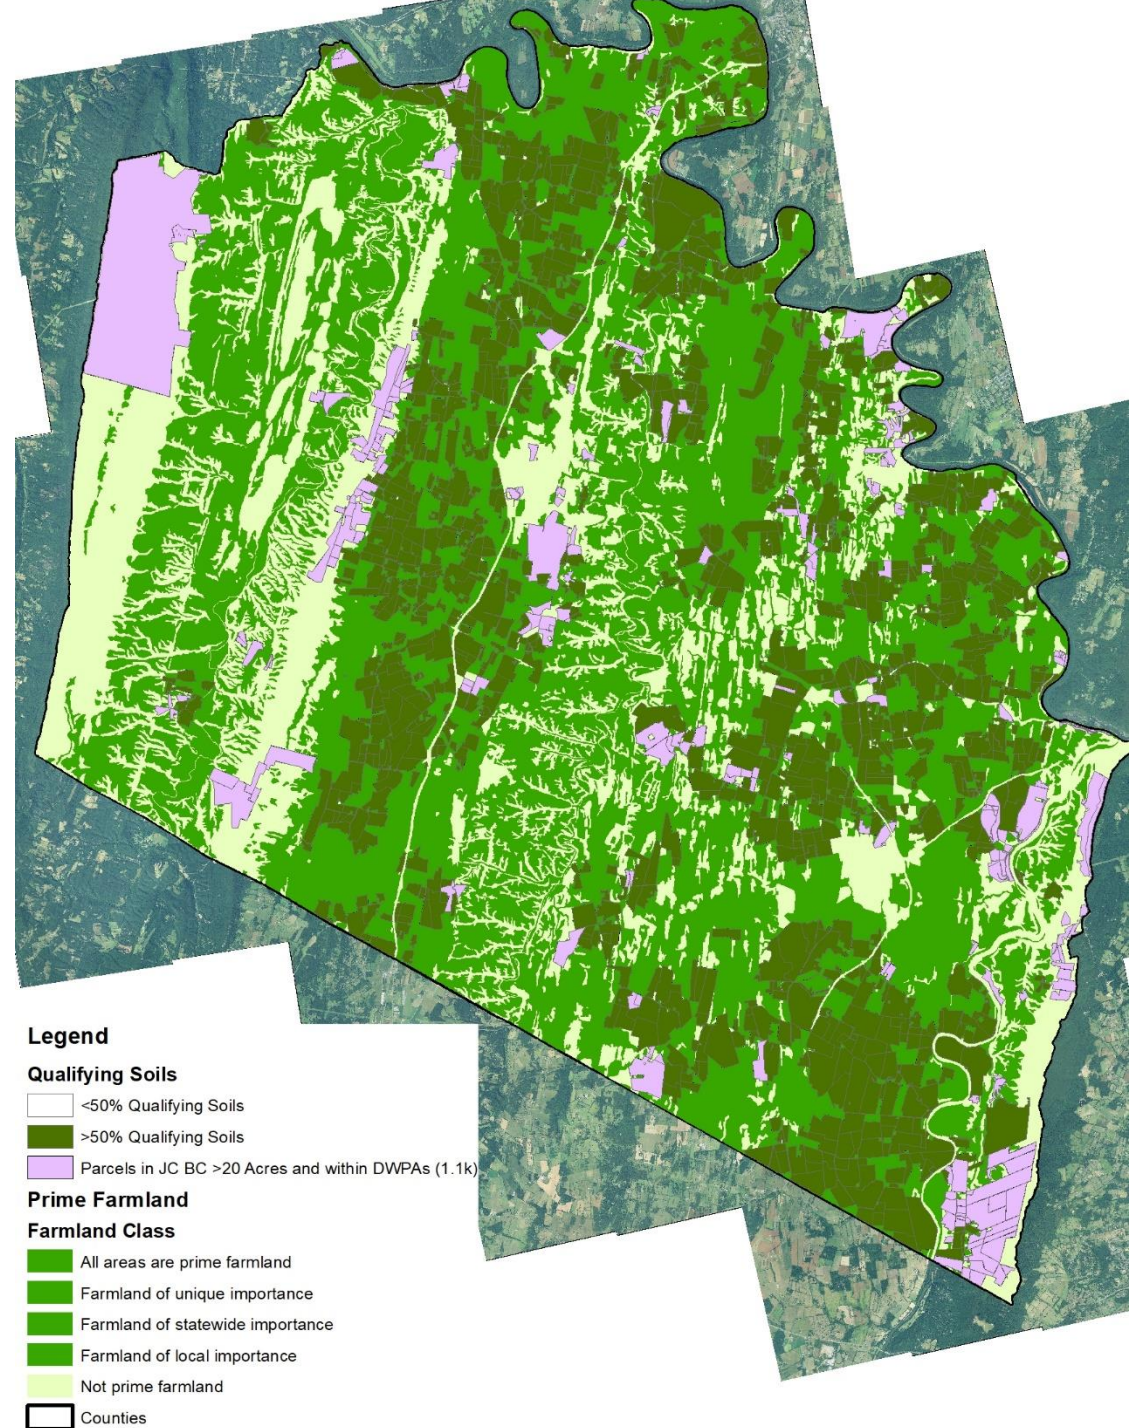 Legend
Qualifying Soils
<50% Qualifying Soils
>50% Qualifying Soils
Parcels in JC BC >20 Acres and within DWPAs (1.1k)
Prime Farmland
Farmland Class
All areas are prime farmland
Farmland of unique importance
Farmland of statewide importance
Farmland of local importance
Not prime farmland
Counties